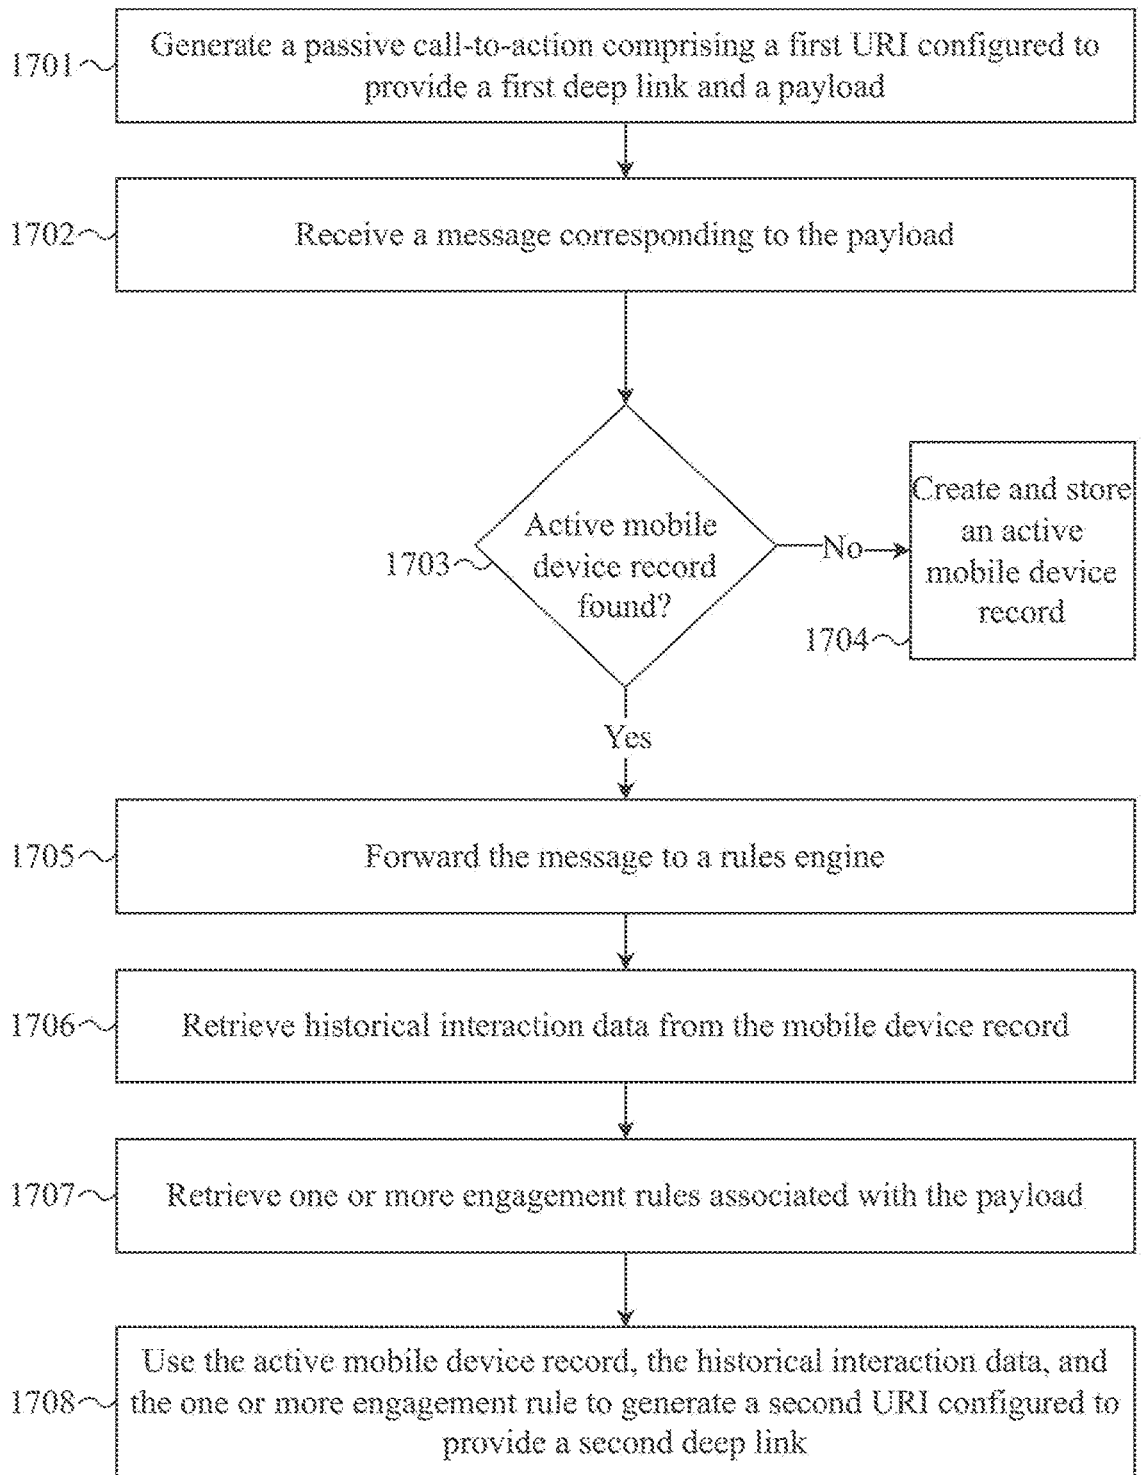 1701
Generate a passive call-to-action comprising a first URI configured to
provide a first deep link and a payload
1702
Receive a message corresponding to the payload
1703
Active mobile
device record
found?
No
Create and store
an active
mobile device
record
1704
Yes
1705
Forward the message to a rules engine
1706
Retrieve historical interaction data from the mobile device record
1707
Retrieve one or more engagement rules associated with the payload
1708
Use the active mobile device record, the historical interaction data, and
the one or more engagement rule to generate a second URI configured to
provide a second deep link